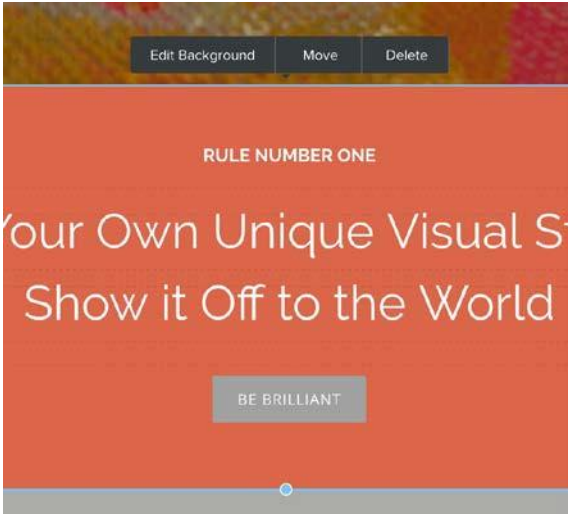 Edit Background Move Delete
RULE NUMBER ONE
Your Own Unique Visual
Show it Off to the World
BE BRILLIANT